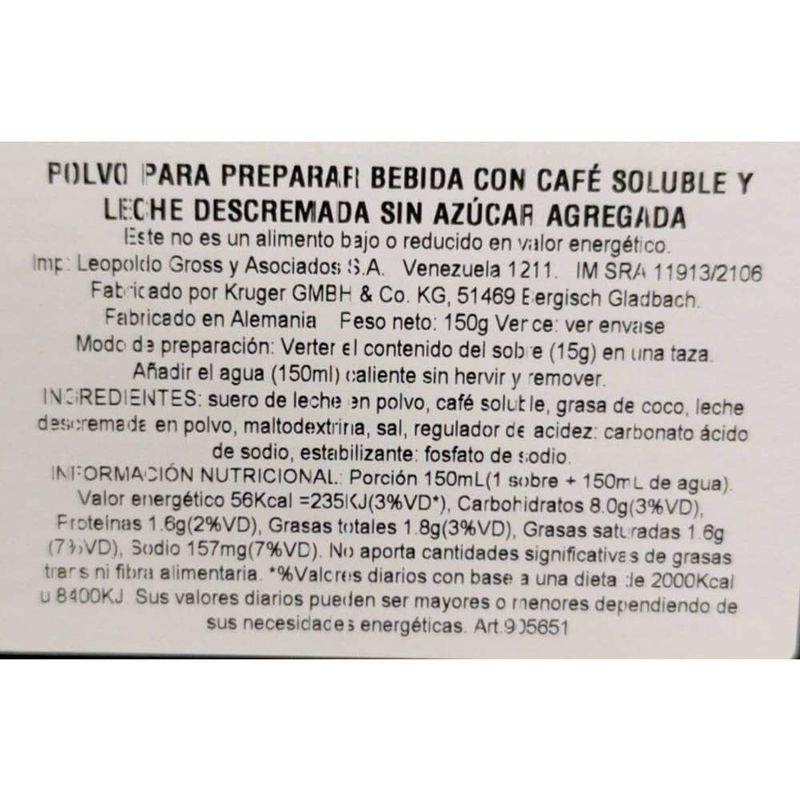 POLVO PARA PREPARAR BEBIDA CON CAFÉ SOLUBLE Y
LECHE DESCREMADA SIN AZÚCAR AGREGADA
Este no es un alimento bajo o reducido en valor energético.
Imp: Leopoldo Gross y Asociados S.A. Venezuela 1211. IM SRA 11913/2106
Fabricado por Kruger GMBH & Co. KG, 51469 Bergisch Gladbach.
Fabricado en Alemania Peso neto: 150g Vence: ver envase
Modo de preparación: Verter el contenido del sobre (15g) en una taza.
Añadir el agua (150ml) caliente sin hervir y remover.
INGREDIENTES: suero de leche en polvo, café soluble, grasa de coco, leche
descremada en polvo, maltodextrina, sal, regulador de acidez: carbonato ácido
de sodio, estabilizante: fosfato de sodio.
INFORMACIÓN NUTRICIONAL: Porción 150mL(1 sobre + 150mL de agua).
Valor energético 56Kcal =235KJ(3%VD*), Carbohidratos 8.0g(3%VD),
Proteínas 1.6g(2%VD), Grasas totales 1.8g(3%VD), Grasas saturadas 1.6g
(7%VD), Sodio 157mg(7%VD). No aporta cantidades significativas de grasas
trans ni fibra alimentaria. *%Valores diarios con base a una dieta de 2000Kcal
u 8400KJ. Sus valores diarios pueden ser mayores o menores dependiendo de
sus necesidades energéticas. Art.905651